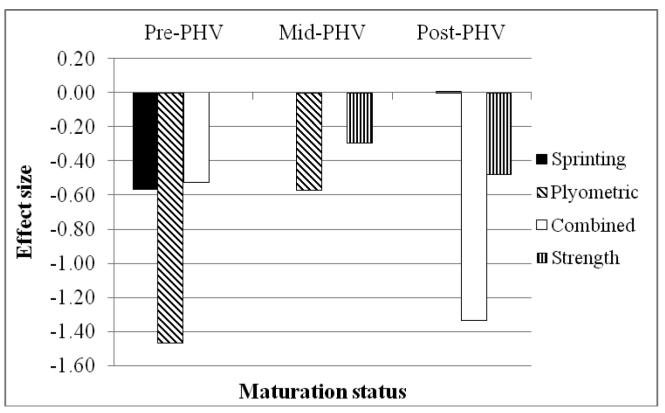 Pre-PHV Mid-PHV Post-PHV
0.20
0.00
-0.20
-0.40
-0.60
-0.80
-1.00
-1.20
-1.40
-1.60
Effect size
Sprinting
Plyometric
Combined
Strength
Maturation status